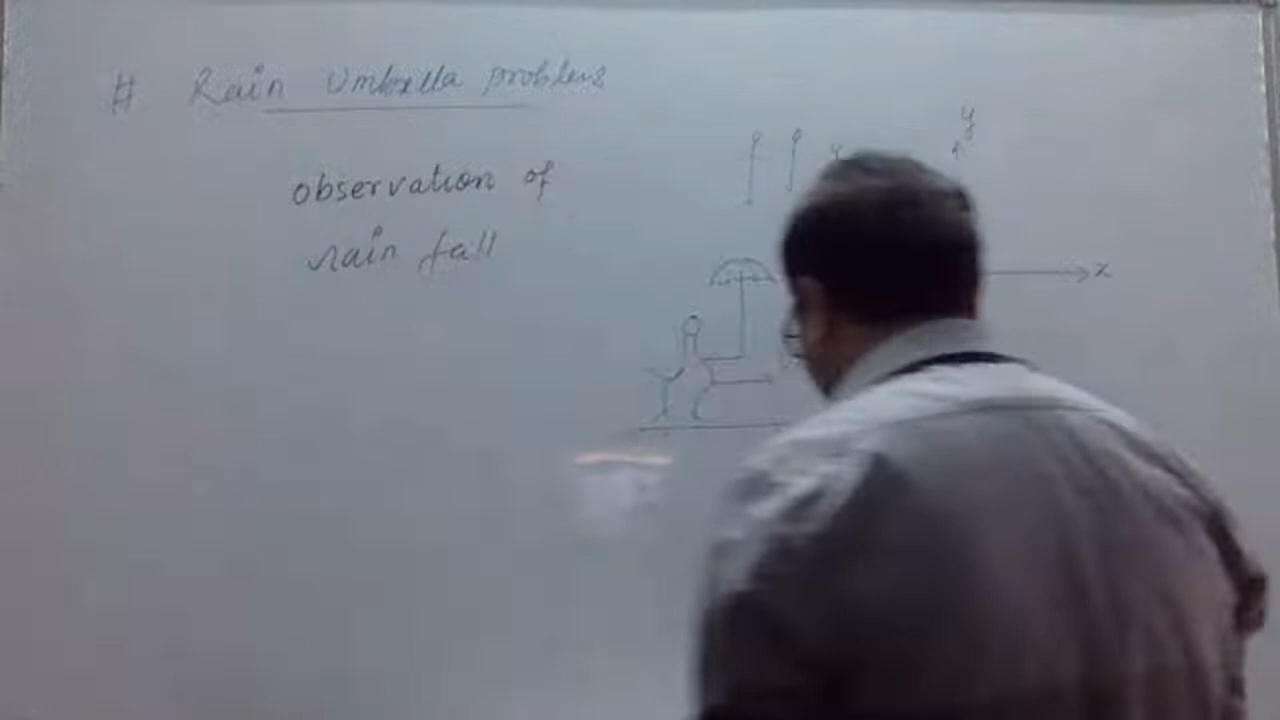 # Rain Umbrella problems
observation of
rain fall
y
x